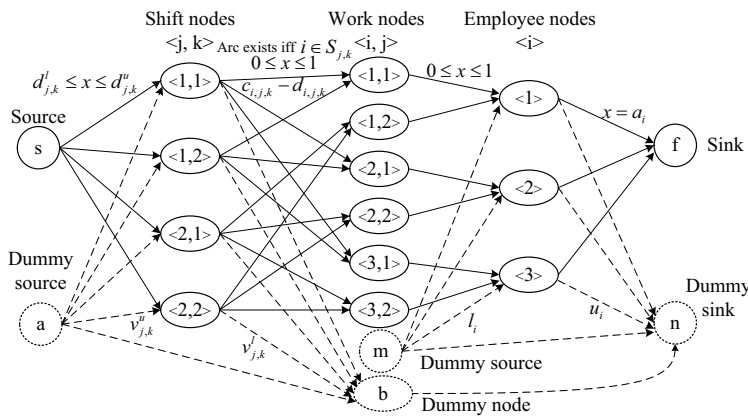 Shift nodes
<j, k>
Work nodes
<i, j>
Employee nodes
<i>
Arc exists iff i ∈ S_{j,k}
0 ≤ x ≤ 1
c_{i,j,k} − d_{i,j,k}
0 ≤ x ≤ 1
d^l_{j,k} ≤ x ≤ d^u_{j,k}
x = a_i
Source
s
<1,1>
<1,2>
<2,1>
<2,2>
<1,1>
<1,2>
<2,1>
<2,2>
<3,1>
<3,2>
<1>
<2>
<3>
f
Sink
Dummy
source
a
v^u_{j,k}
v^l_{j,k}
m
Dummy source
l_i
u_i
n
Dummy
sink
b
Dummy node